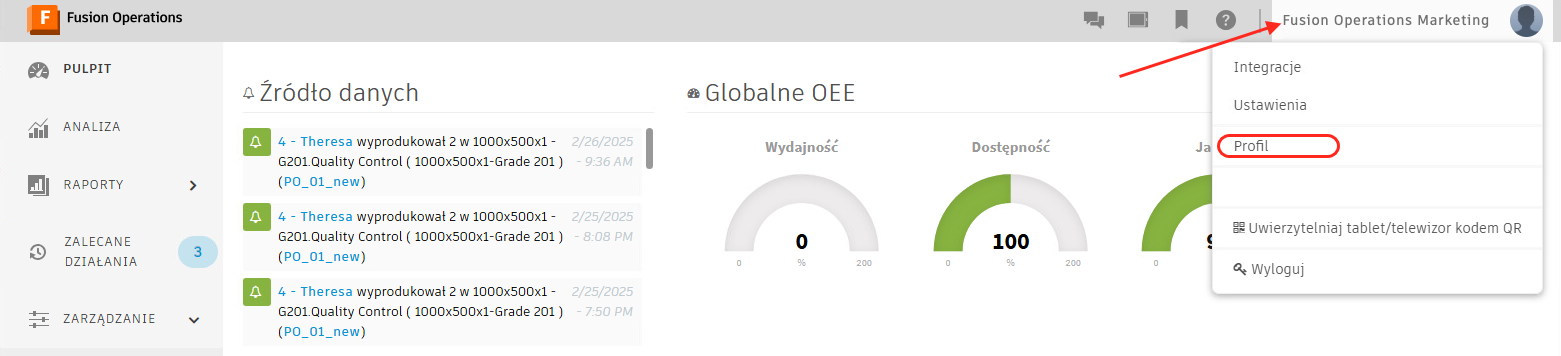 Fusion Operations
Fusion Operations Marketing
PULPIT
ANALIZA
RAPORTY
ZALECANE
DZIAŁANIA
3
ZARZĄDZANIE
Źródło danych
4 - Theresa wyprodukował 2 w 1000x500x1 -
G201.Quality Control ( 1000x500x1-Grade 201 )
(PO_01_new)
2/26/2025
- 9:36 AM
4 - Theresa wyprodukował 2 w 1000x500x1 -
G201.Quality Control ( 1000x500x1-Grade 201 )
(PO_01_new)
2/25/2025
- 8:08 PM
4 - Theresa wyprodukował 2 w 1000x500x1 -
G201.Quality Control ( 1000x500x1-Grade 201 )
(PO_01_new)
2/25/2025
- 7:50 PM
Globalne OEE
Wydajność
0
0 % 200
Dostępność
100
0 % 200
Ja
0
Integracje
Ustawienia
Profil
Uwierzytelniaj tablet/telewizor kodem QR
Wyloguj